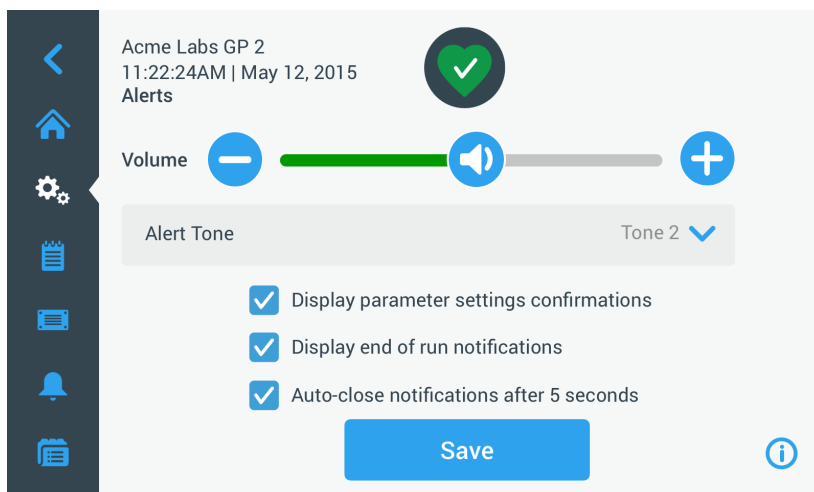 Acme Labs GP 2
11:22:24AM | May 12, 2015
Alerts
Volume
Alert Tone Tone 2
Display parameter settings confirmations
Display end of run notifications
Auto-close notifications after 5 seconds
Save